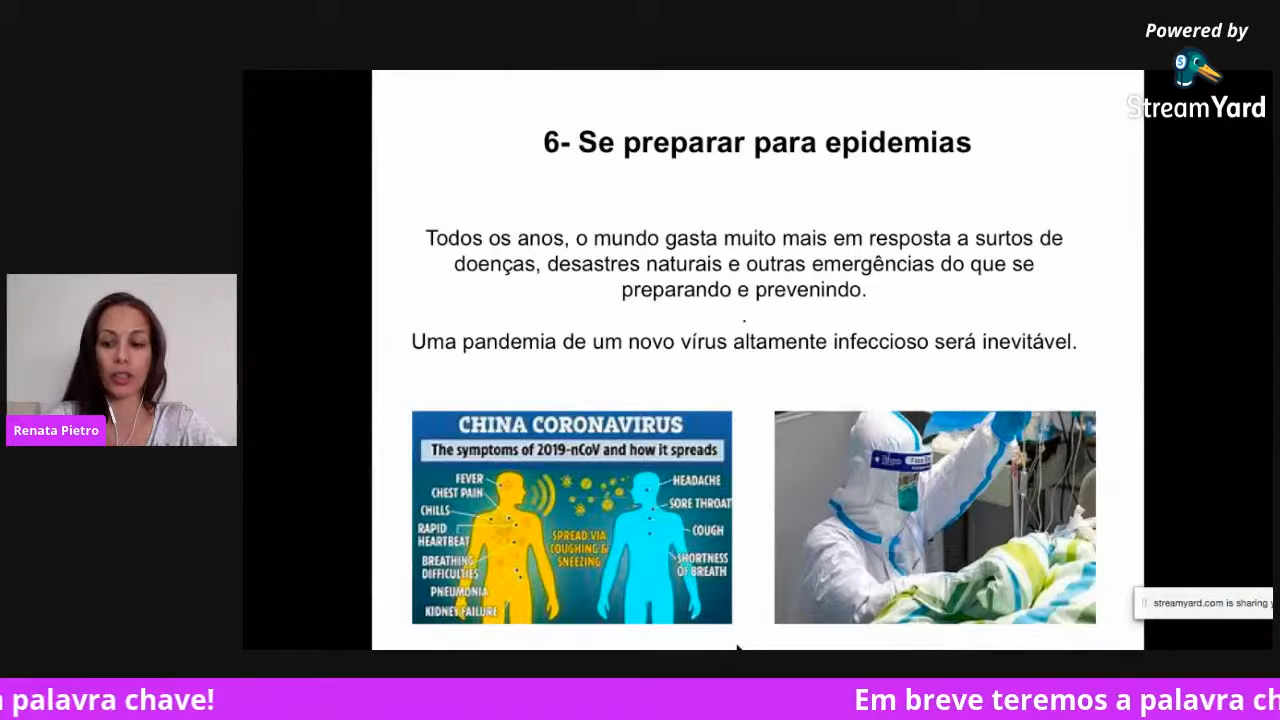 Powered by
StreamYard
6- Se preparar para epidemias
Todos os anos, o mundo gasta muito mais em resposta a surtos de
doenças, desastres naturais e outras emergências do que se
preparando e prevenindo.
.
Uma pandemia de um novo vírus altamente infeccioso será inevitável.
CHINA CORONAVIRUS
The symptoms of 2019-nCoV and how it spreads
FEVER
CHEST PAIN
CHILLS
RAPID
HEARTBEAT
BREATHING
DIFFICULTIES
PNEUMONIA
KIDNEY FAILURE
SPREAD VIA
COUGHING &
SNEEZING
HEADACHE
SORE THROAT
COUGH
SHORTNESS
OF BREATH
Renata Pietro
streamyard.com is sharing
a palavra chave!
Em breve teremos a palavra ch